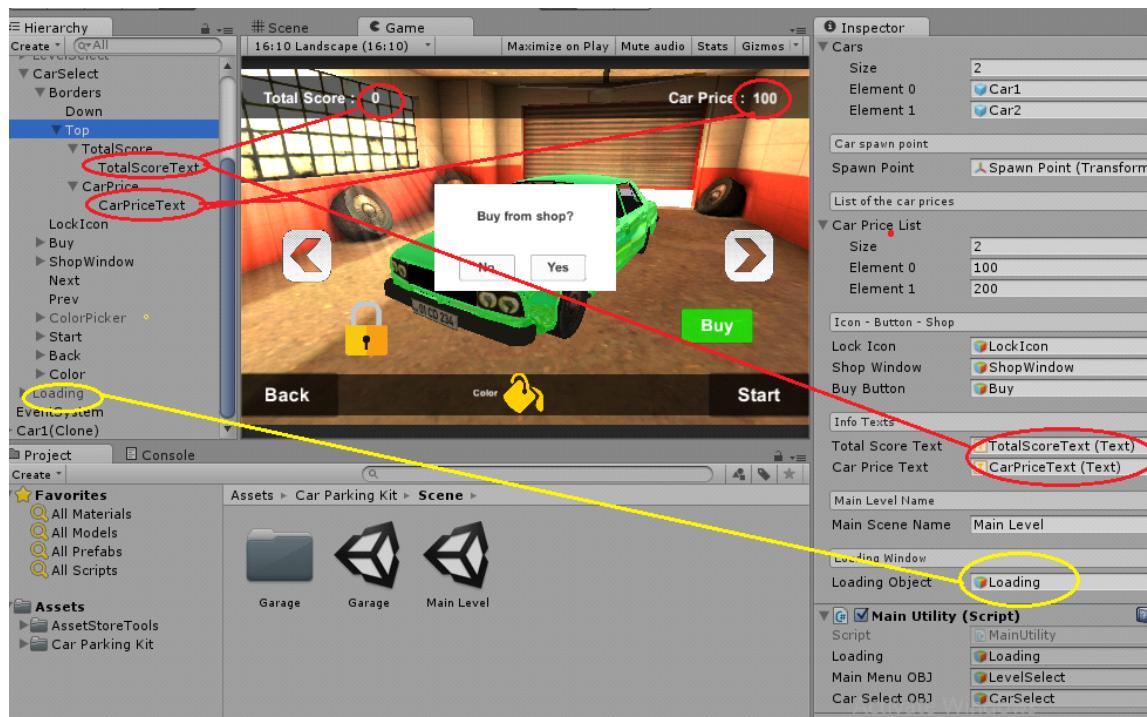 Hierarchy
Create
All
LevelSelect
CarSelect
Borders
Down
Top
TotalScore
TotalScoreText
CarPrice
CarPriceText
LockIcon
Buy
ShopWindow
Next
Prev
ColorPicker
Start
Back
Color
Loading
EventSystem
Car1(Clone)
Scene Game
16:10 Landscape (16:10) Maximize on Play Mute audio Stats Gizmos
Total Score : 0 Car Price : 100
Buy from shop?
No Yes
01 CD 234
Buy
Back Color Start
Inspector
Cars
Size 2
Element 0 Car1
Element 1 Car2
Car spawn point
Spawn Point Spawn Point (Transform
List of the car prices
Car Price List
Size 2
Element 0 100
Element 1 200
Icon - Button - Shop
Lock Icon LockIcon
Shop Window ShopWindow
Buy Button Buy
Info Texts
Total Score Text TotalScoreText (Text)
Car Price Text CarPriceText (Text)
Main Level Name
Main Scene Name Main Level
Loading Window
Loading Object Loading
Main Utility (Script)
Script MainUtility
Loading Loading
Main Menu OBJ LevelSelect
Car Select OBJ CarSelect
Activate Windows
Project Console
Create
Favorites
All Materials
All Models
All Prefabs
All Scripts
Assets
AssetStoreTools
Car Parking Kit
Assets Car Parking Kit Scene
Garage Garage Main Level